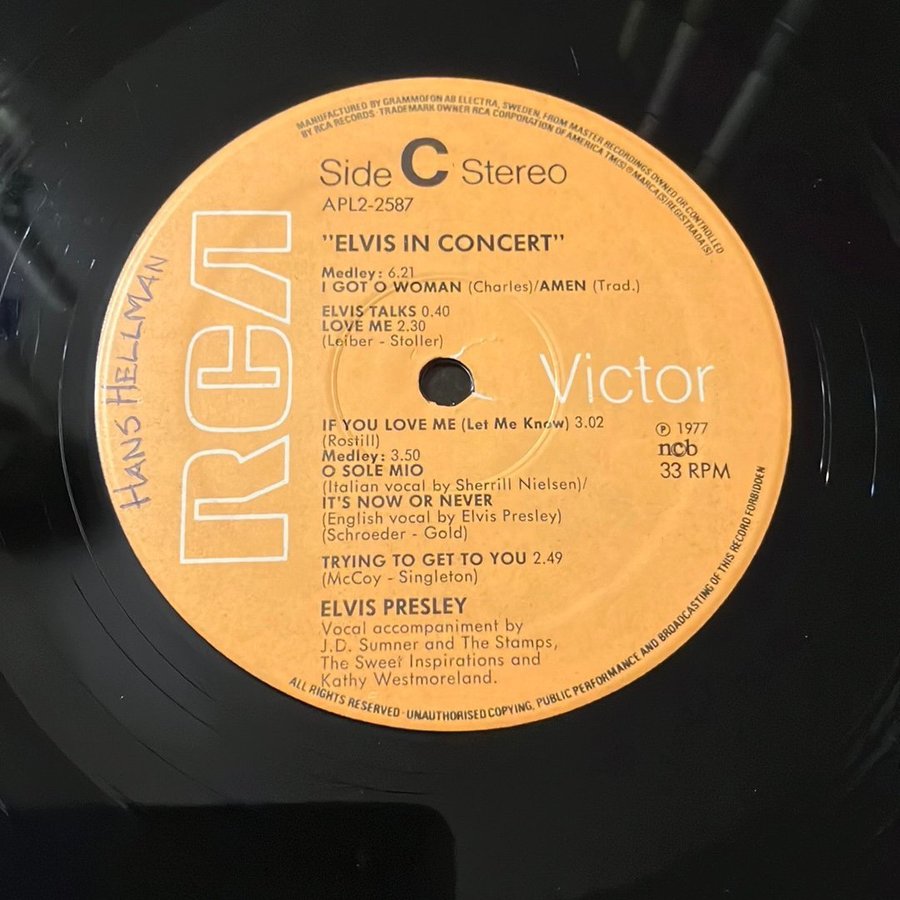 MANUFACTURED BY GRAMMOFON AB ELECTRA, SWEDEN, FROM MASTER RECORDINGS OWNED OR CONTROLLED
BY RCA RECORDS · TRADEMARK OWNER RCA CORPORATION OF AMERICA TM(S) ® MARCA(S) REGISTRADA(S).
Side C Stereo
APL2-2587
"ELVIS IN CONCERT"
Medley: 6.21
I GOT O WOMAN (Charles)/AMEN (Trad.)
ELVIS TALKS 0.40
LOVE ME 2.30
(Leiber - Stoller)
RCA
Victor
HANS HELLMAN
IF YOU LOVE ME (Let Me Know) 3.02
(Rostill)
Medley: 3.50
O SOLE MIO
(Italian vocal by Sherrill Nielsen)/
IT'S NOW OR NEVER
(English vocal by Elvis Presley)
(Schroeder - Gold)
TRYING TO GET TO YOU 2.49
(McCoy - Singleton)
℗ 1977
ncb
33 RPM
ELVIS PRESLEY
Vocal accompaniment by
J.D. Sumner and The Stamps,
The Sweet Inspirations and
Kathy Westmoreland.
ALL RIGHTS RESERVED · UNAUTHORISED COPYING, PUBLIC PERFORMANCE AND BROADCASTING OF THIS RECORD FORBIDDEN